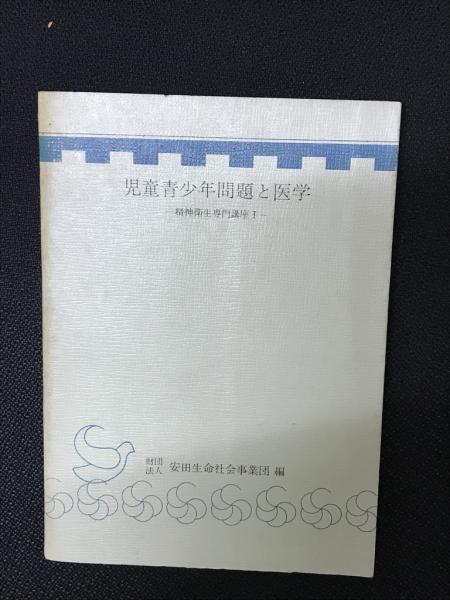 児童青少年問題と医学
―精神衛生専門講座Ⅰ―
財団法人 安田生命社会事業団 編